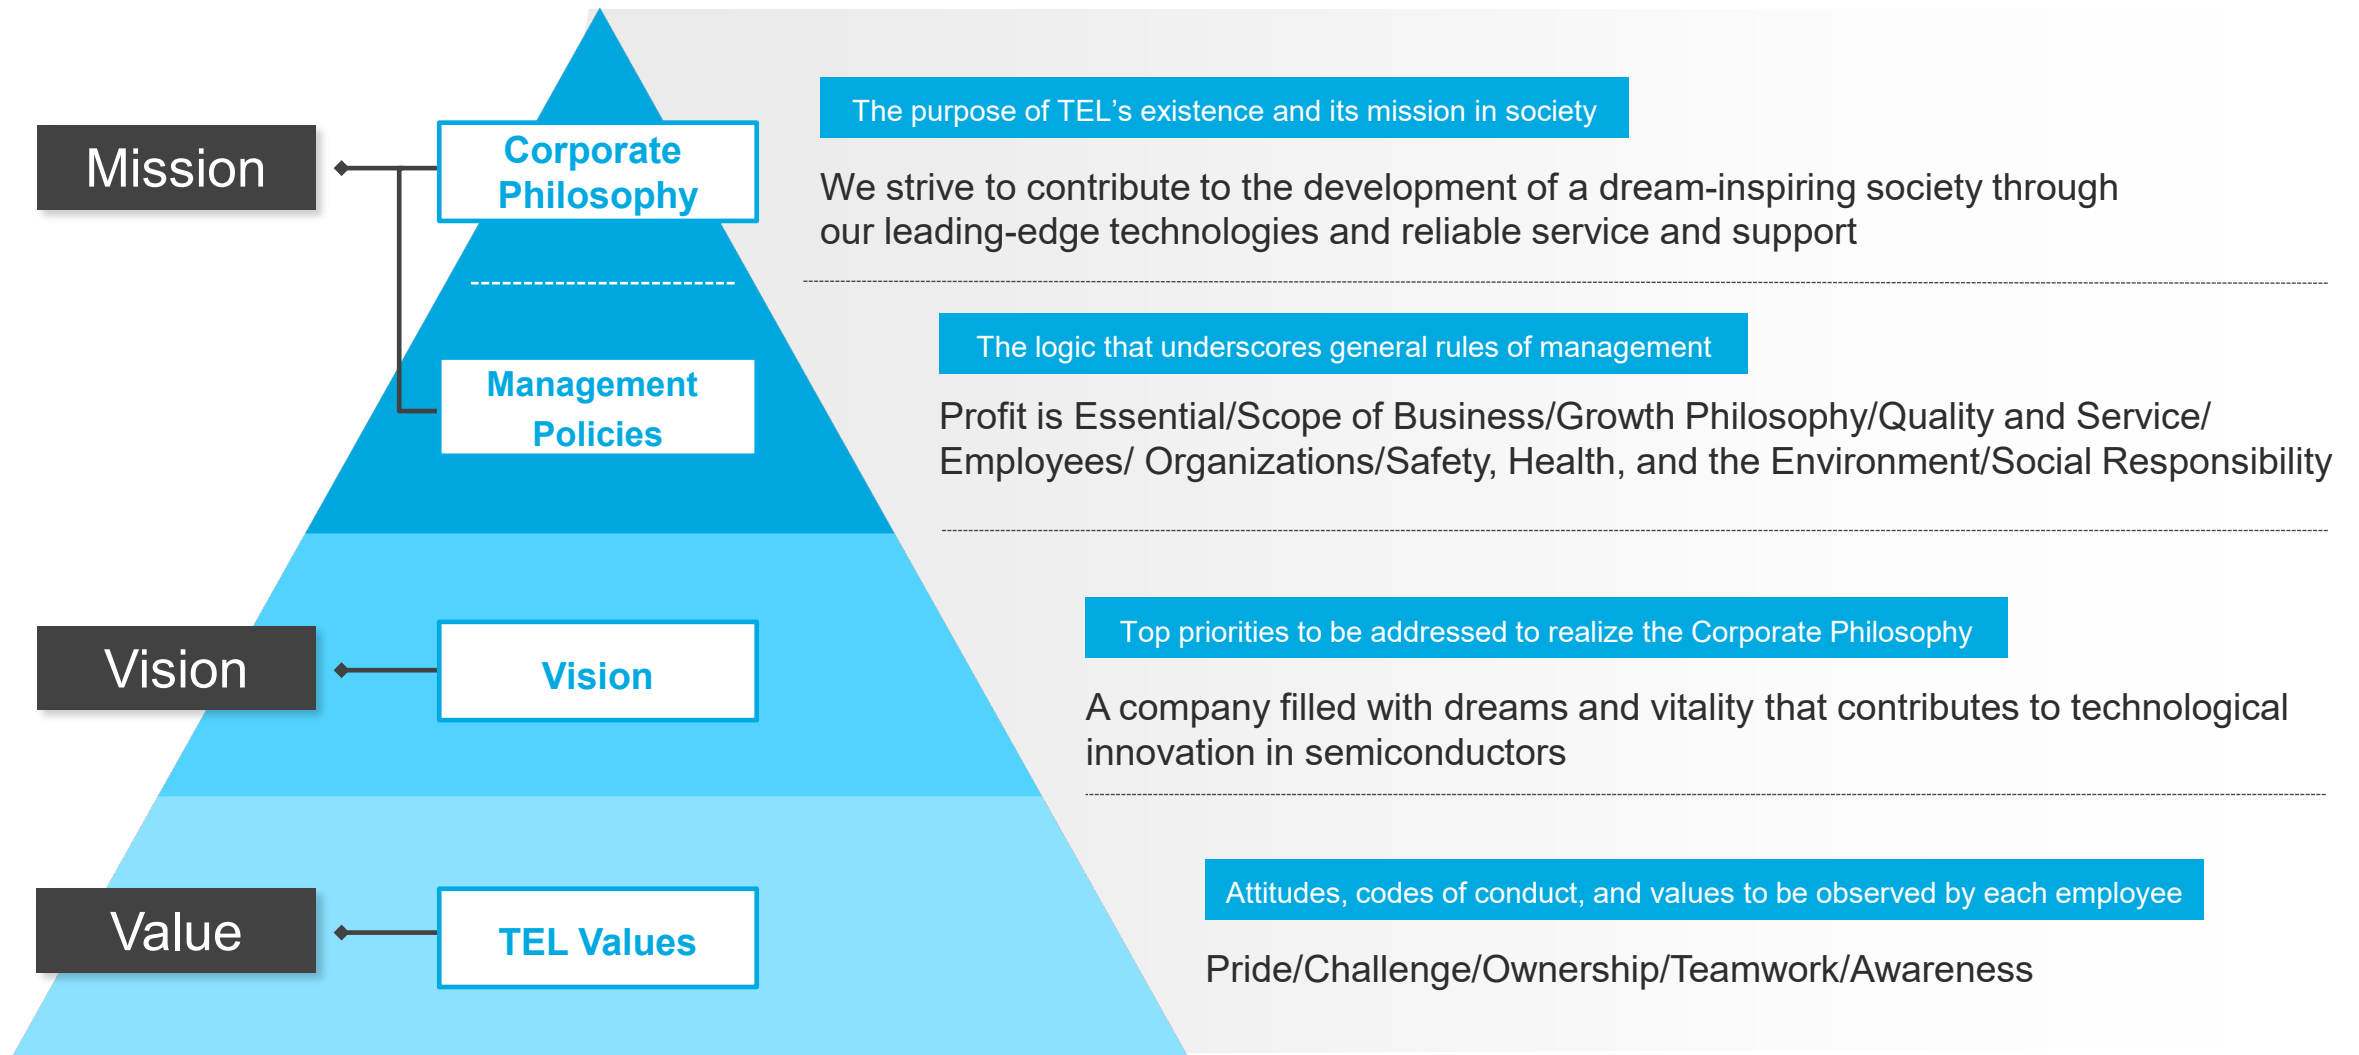 Mission
Corporate
Philosophy
The purpose of TEL’s existence and its mission in society
We strive to contribute to the development of a dream-inspiring society through
our leading-edge technologies and reliable service and support
Management
Policies
The logic that underscores general rules of management
Profit is Essential/Scope of Business/Growth Philosophy/Quality and Service/
Employees/ Organizations/Safety, Health, and the Environment/Social Responsibility
Vision
Vision
Top priorities to be addressed to realize the Corporate Philosophy
A company filled with dreams and vitality that contributes to technological
innovation in semiconductors
Value
TEL Values
Attitudes, codes of conduct, and values to be observed by each employee
Pride/Challenge/Ownership/Teamwork/Awareness